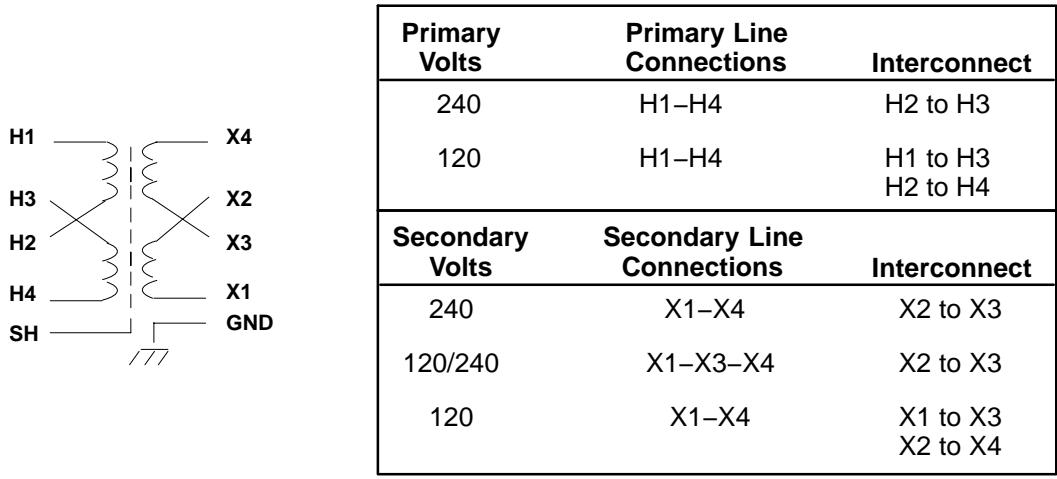 H1
H3
H2
H4
SH
X4
X2
X3
X1
GND
Primary Volts Primary Line Connections Interconnect
240 H1–H4 H2 to H3
120 H1–H4 H1 to H3
H2 to H4
Secondary Volts Secondary Line Connections Interconnect
240 X1–X4 X2 to X3
120/240 X1–X3–X4 X2 to X3
120 X1–X4 X1 to X3
X2 to X4